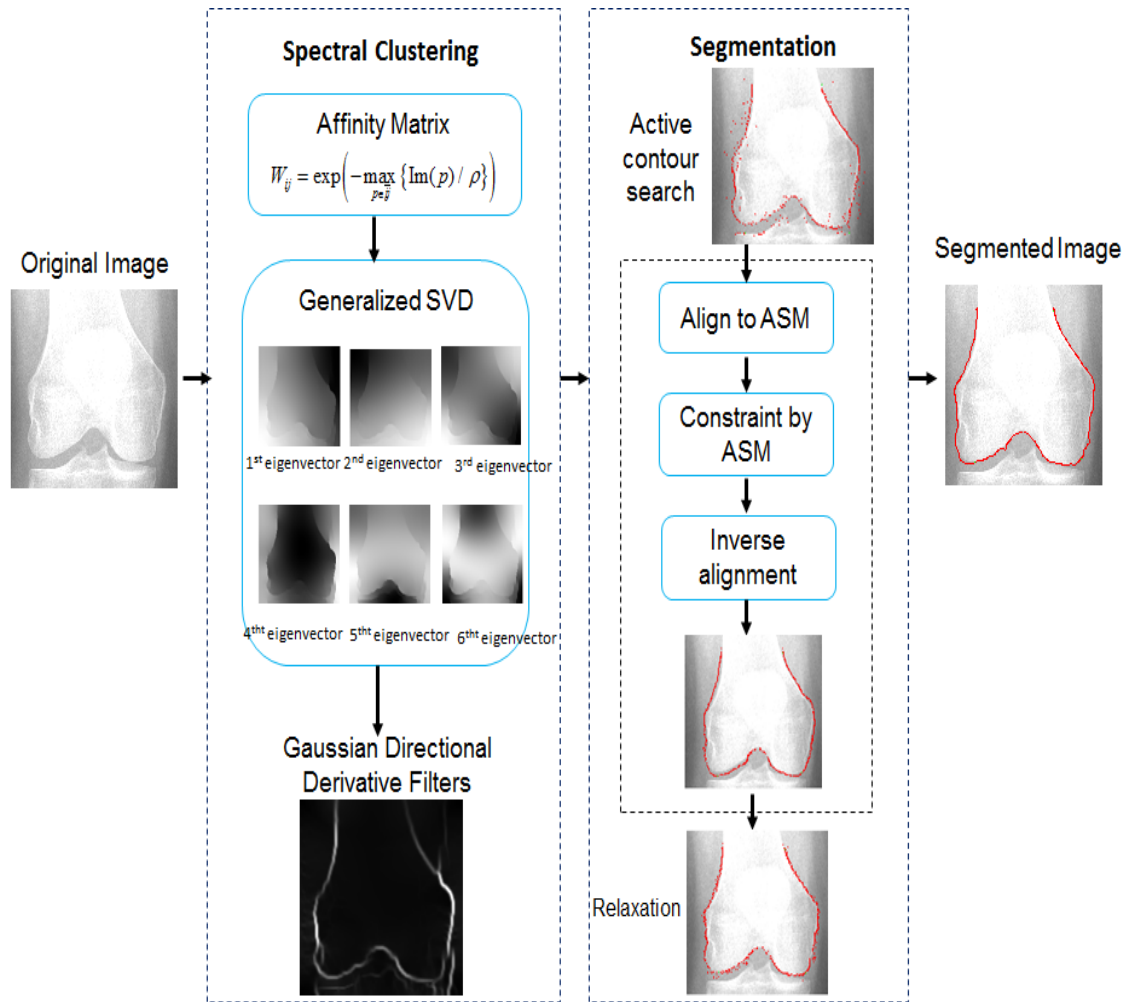 Original Image
Spectral Clustering
Affinity Matrix
W_ij = exp(−max_{p∈ij} {Im(p) / ρ})
Generalized SVD
1st eigenvector 2nd eigenvector 3rd eigenvector
4tht eigenvector 5tht eigenvector 6tht eigenvector
Gaussian Directional
Derivative Filters
Segmentation
Active
contour
search
Align to ASM
Constraint by
ASM
Inverse
alignment
Relaxation
Segmented Image